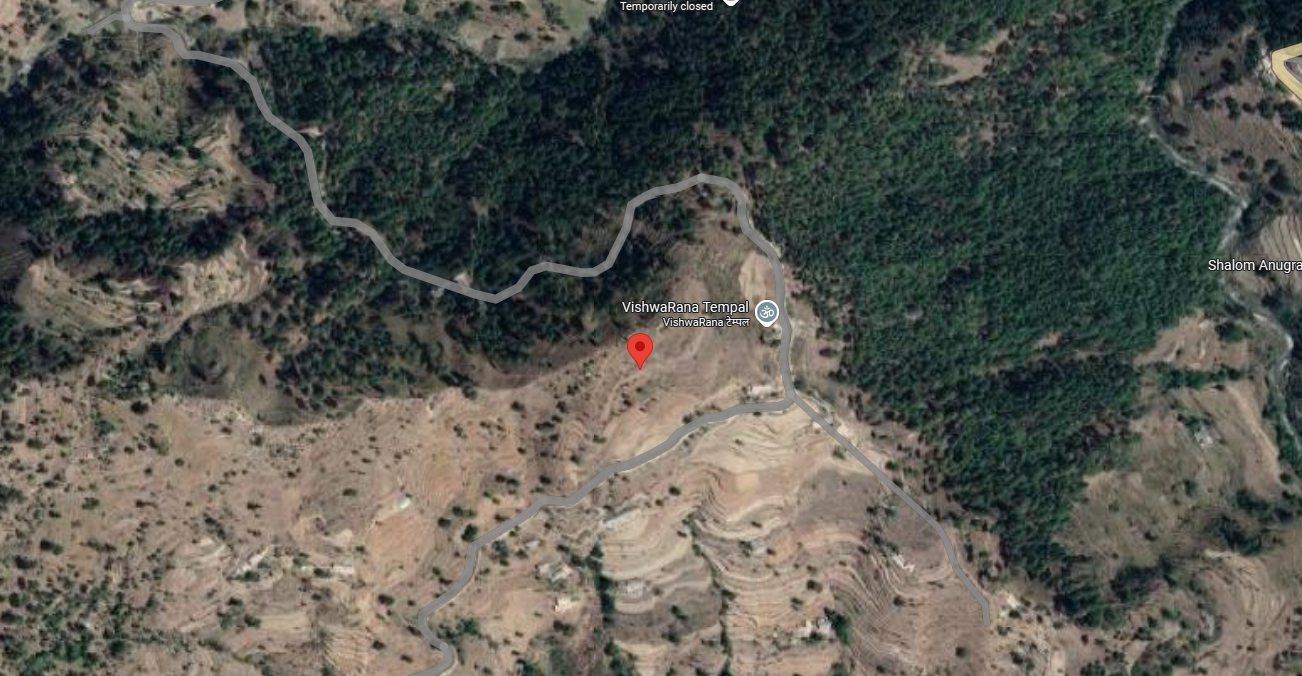 Temporarily closed
Shalom Anugra
VishwaRana Tempal
VishwaRana टेम्पल